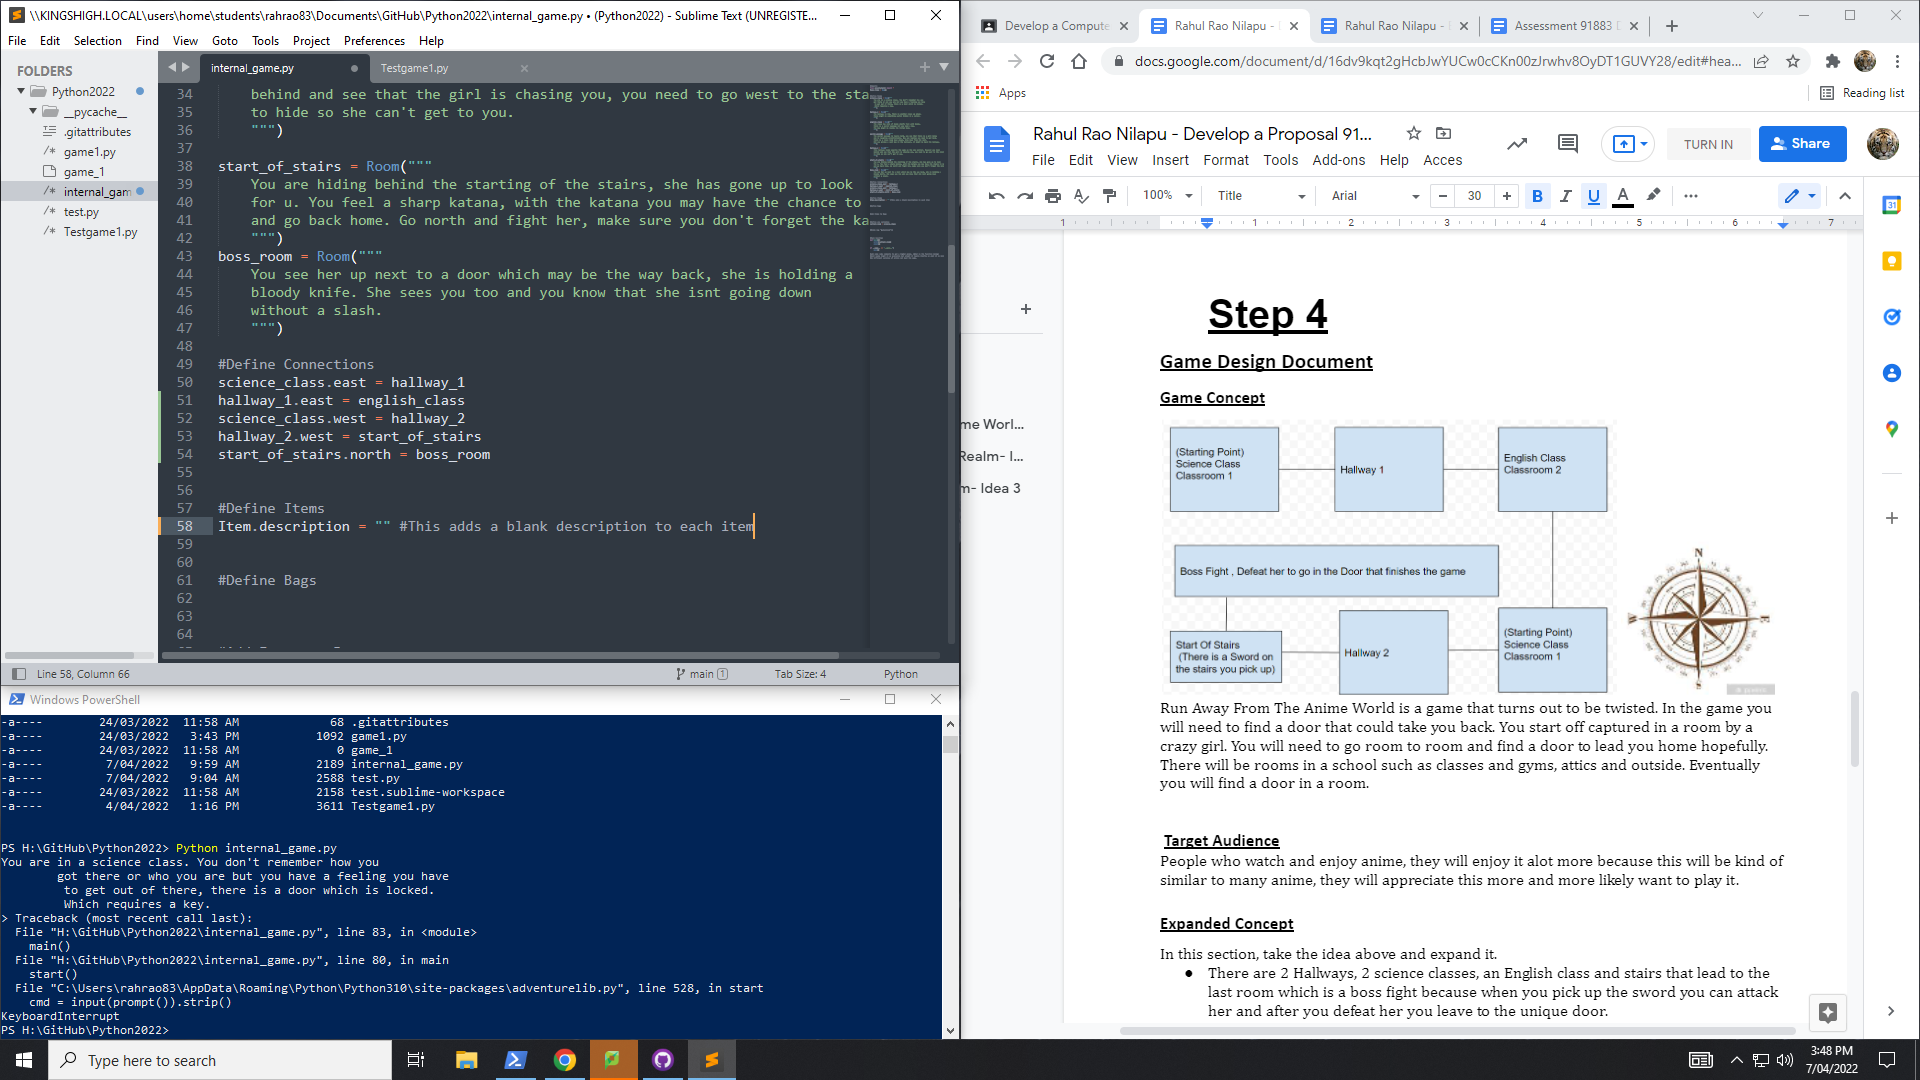 \\KINGSHIGH.LOCAL\users\home\students\rahrao83\Documents\GitHub\Python2022\internal_game.py • (Python2022) - Sublime Text (UNREGISTE...
File Edit Selection Find View Goto Tools Project Preferences Help
FOLDERS
Python2022
__pycache__
.gitattributes
game1.py
game_1
internal_gam
test.py
Testgame1.py
internal_game.py
Testgame1.py
34 behind and see that the girl is chasing you, you need to go west to the sta
35 to hide so she can't get to you.
36 """)
37
38 start_of_stairs = Room("""
39 You are hiding behind the starting of the stairs, she has gone up to look
40 for u. You feel a sharp katana, with the katana you may have the chance to
41 and go back home. Go north and fight her, make sure you don't forget the ka
42 """)
43 boss_room = Room("""
44 You see her up next to a door which may be the way back, she is holding a
45 bloody knife. She sees you too and you know that she isnt going down
46 without a slash.
47 """)
48
49 #Define Connections
50 science_class.east = hallway_1
51 hallway_1.east = english_class
52 science_class.west = hallway_2
53 hallway_2.west = start_of_stairs
54 start_of_stairs.north = boss_room
55
56
57 #Define Items
58 Item.description = "" #This adds a blank description to each item
59
60
61 #Define Bags
62
63
64
Line 58, Column 66
main 1
Tab Size: 4
Python
Windows PowerShell
-a---- 24/03/2022 11:58 AM 68 .gitattributes
-a---- 24/03/2022 3:43 PM 1092 game1.py
-a---- 24/03/2022 11:58 AM 0 game_1
-a---- 7/04/2022 9:59 AM 2189 internal_game.py
-a---- 7/04/2022 9:04 AM 2588 test.py
-a---- 24/03/2022 11:58 AM 2158 test.sublime-workspace
-a---- 4/04/2022 1:16 PM 3611 Testgame1.py
PS H:\GitHub\Python2022> Python internal_game.py
You are in a science class. You don't remember how you
got there or who you are but you have a feeling you have
to get out of there, there is a door which is locked.
Which requires a key.
> Traceback (most recent call last):
File "H:\GitHub\Python2022\internal_game.py", line 83, in <module>
main()
File "H:\GitHub\Python2022\internal_game.py", line 80, in main
start()
File "C:\Users\rahrao83\AppData\Roaming\Python\Python310\site-packages\adventurelib.py", line 528, in start
cmd = input(prompt()).strip()
KeyboardInterrupt
PS H:\GitHub\Python2022>
Develop a Compute
Rahul Rao Nilapu -
Rahul Rao Nilapu -
Assessment 91883
docs.google.com/document/d/16dv9kqt2gHcbJwYUCw0cCKn00zJrwhv8OyDT1GUVY28/edit#hea...
Apps
Reading list
Rahul Rao Nilapu - Develop a Proposal 91...
File Edit View Insert Format Tools Add-ons Help Acces
TURN IN
Share
100% Title Arial 30 B I U A
1 1 2 3 4 5 6 7
31
me Worl...
Realm- I...
m- Idea 3
Step 4
Game Design Document
Game Concept
(Starting Point)
Science Class
Classroom 1
Hallway 1
English Class
Classroom 2
Boss Fight , Defeat her to go in the Door that finishes the game
Start Of Stairs
(There is a Sword on
the stairs you pick up)
Hallway 2
(Starting Point)
Science Class
Classroom 1
N
W
E
S
Run Away From The Anime World is a game that turns out to be twisted. In the game you
will need to find a door that could take you back. You start off captured in a room by a
crazy girl. You will need to go room to room and find a door to lead you home hopefully.
There will be rooms in a school such as classes and gyms, attics and outside. Eventually
you will find a door in a room.
Target Audience
People who watch and enjoy anime, they will enjoy it alot more because this will be kind of
similar to many anime, they will appreciate this more and more likely want to play it.
Expanded Concept
In this section, take the idea above and expand it.
● There are 2 Hallways, 2 science classes, an English class and stairs that lead to the
last room which is a boss fight because when you pick up the sword you can attack
her and after you defeat her you leave to the unique door.
Type here to search
3:48 PM
7/04/2022